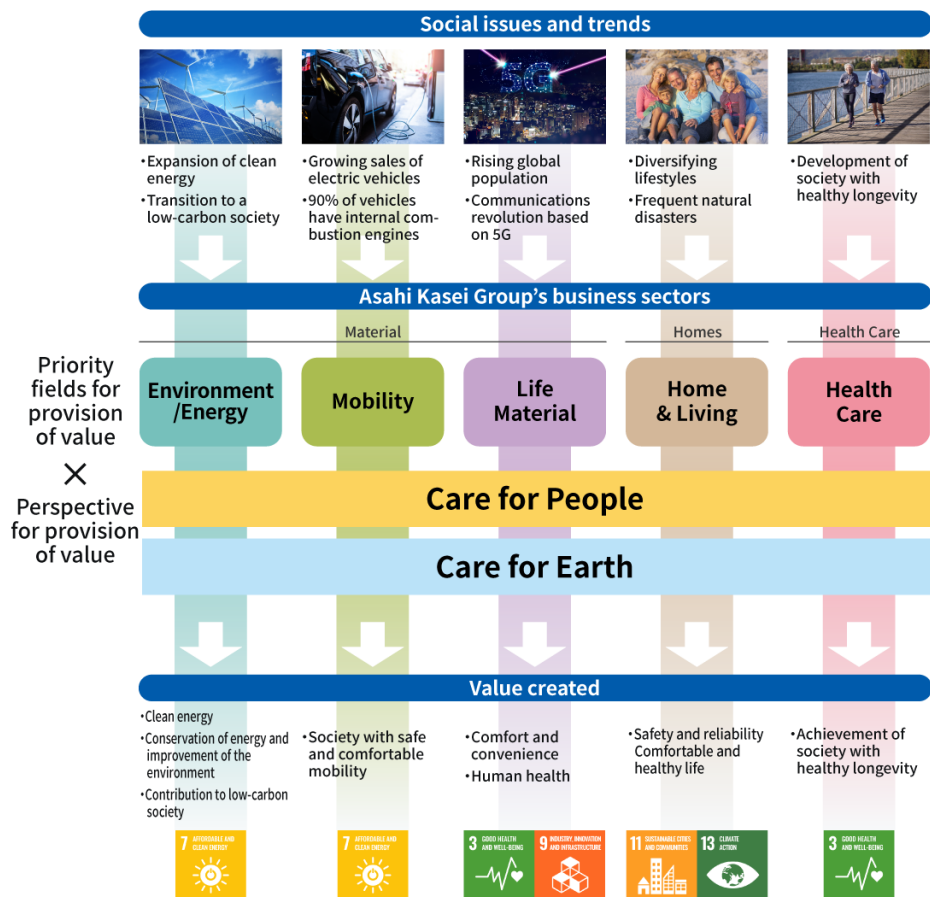 Social issues and trends
5G
・Expansion of clean
energy
・Transition to a
low-carbon society
・Growing sales of
electric vehicles
・90% of vehicles
have internal com-
bustion engines
・Rising global
population
・Communications
revolution based
on 5G
・Diversifying
lifestyles
・Frequent natural
disasters
・Development of
society with
healthy longevity
Asahi Kasei Group's business sectors
Material
Homes
Health Care
Priority
fields for
provision
of value
×
Perspective
for provision
of value
Environment
/Energy
Mobility
Life
Material
Home
& Living
Health
Care
Care for People
Care for Earth
Value created
・Clean energy
・Conservation of energy and
improvement of the
environment
・Contribution to low-carbon
society
・Society with safe
and comfortable
mobility
・Comfort and
convenience
・Human health
・Safety and reliability
Comfortable and
healthy life
・Achievement of
society with
healthy longevity
7 AFFORDABLE AND
CLEAN ENERGY
7 AFFORDABLE AND
CLEAN ENERGY
3 GOOD HEALTH
AND WELL-BEING
9 INDUSTRY, INNOVATION
AND INFRASTRUCTURE
11 SUSTAINABLE CITIES
AND COMMUNITIES
13 CLIMATE
ACTION
3 GOOD HEALTH
AND WELL-BEING